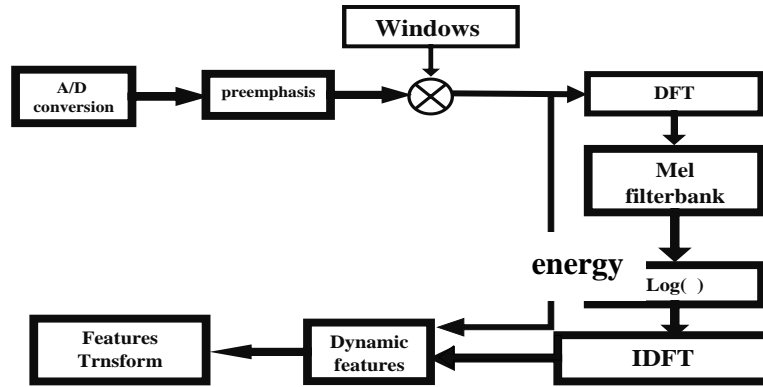 Windows
A/D
conversion
preemphasis
DFT
Mel
filterbank
energy
Log( )
Features
Trnsform
Dynamic
features
IDFT